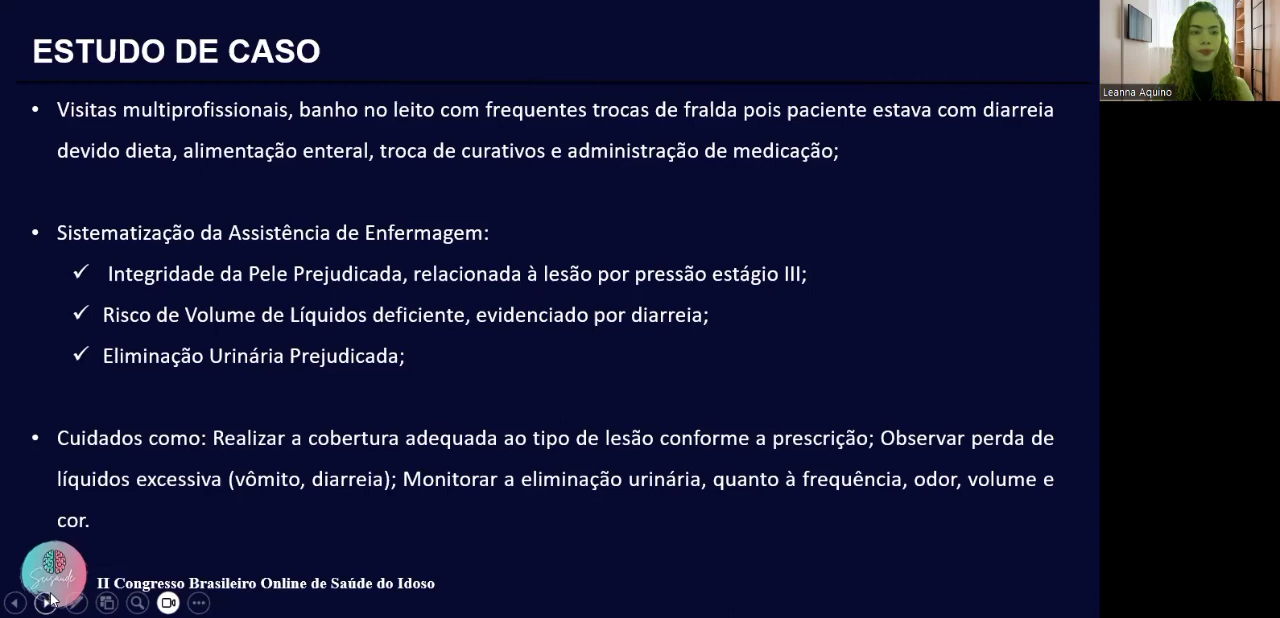 ESTUDO DE CASO
Leanna Aquino
• Visitas multiprofissionais, banho no leito com frequentes trocas de fralda pois paciente estava com diarreia
devido dieta, alimentação enteral, troca de curativos e administração de medicação;
• Sistematização da Assistência de Enfermagem:
✓ Integridade da Pele Prejudicada, relacionada à lesão por pressão estágio III;
✓ Risco de Volume de Líquidos deficiente, evidenciado por diarreia;
✓ Eliminação Urinária Prejudicada;
• Cuidados como: Realizar a cobertura adequada ao tipo de lesão conforme a prescrição; Observar perda de
líquidos excessiva (vômito, diarreia); Monitorar a eliminação urinária, quanto à frequência, odor, volume e
cor.
II Congresso Brasileiro Online de Saúde do Idoso